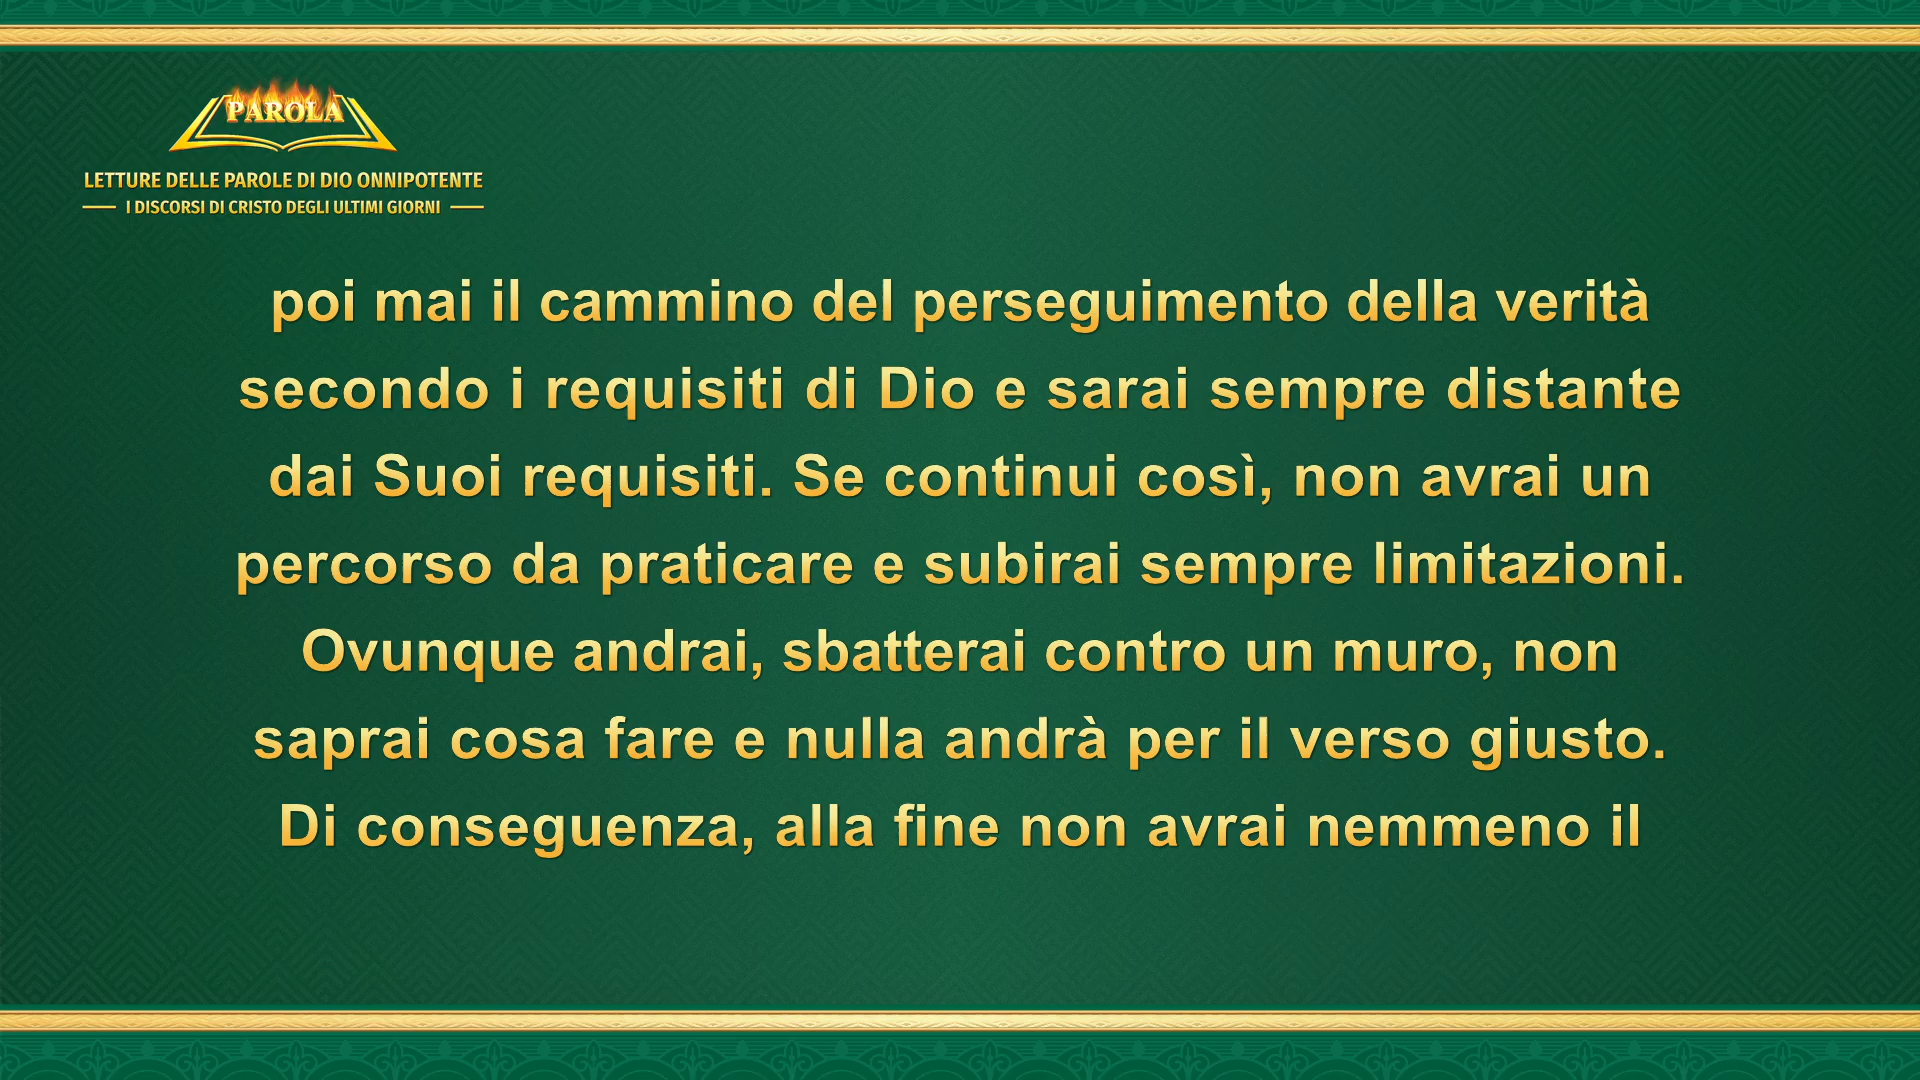 PAROLA
LETTURE DELLE PAROLE DI DIO ONNIPOTENTE
I DISCORSI DI CRISTO DEGLI ULTIMI GIORNI
poi mai il cammino del perseguimento della verità
secondo i requisiti di Dio e sarai sempre distante
dai Suoi requisiti. Se continui così, non avrai un
percorso da praticare e subirai sempre limitazioni.
Ovunque andrai, sbatterai contro un muro, non
saprai cosa fare e nulla andrà per il verso giusto.
Di conseguenza, alla fine non avrai nemmeno il